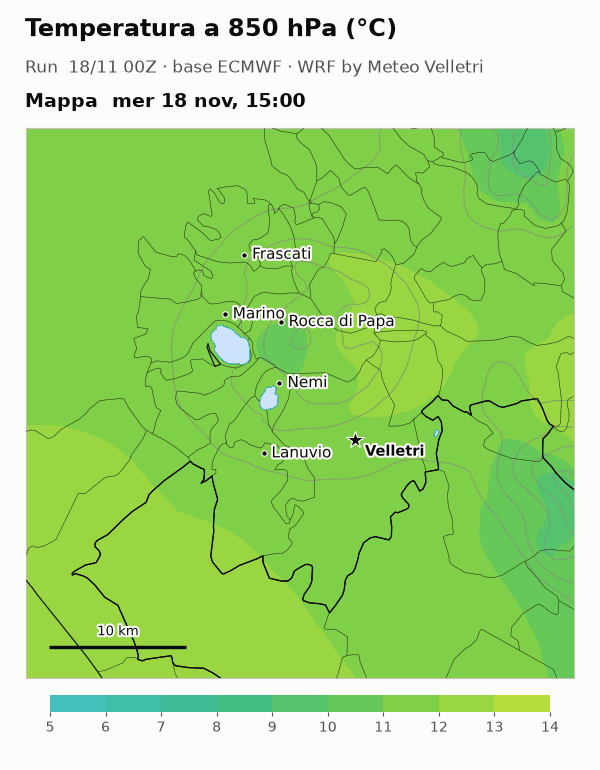 Temperatura a 850 hPa (°C)
Run  18/11 00Z · base ECMWF · WRF by Meteo Velletri
Mappa  mer 18 nov, 15:00
Frascati
Marino
Rocca di Papa
Nemi
Velletri
Lanuvio
10 km
5 6 7 8 9 10 11 12 13 14